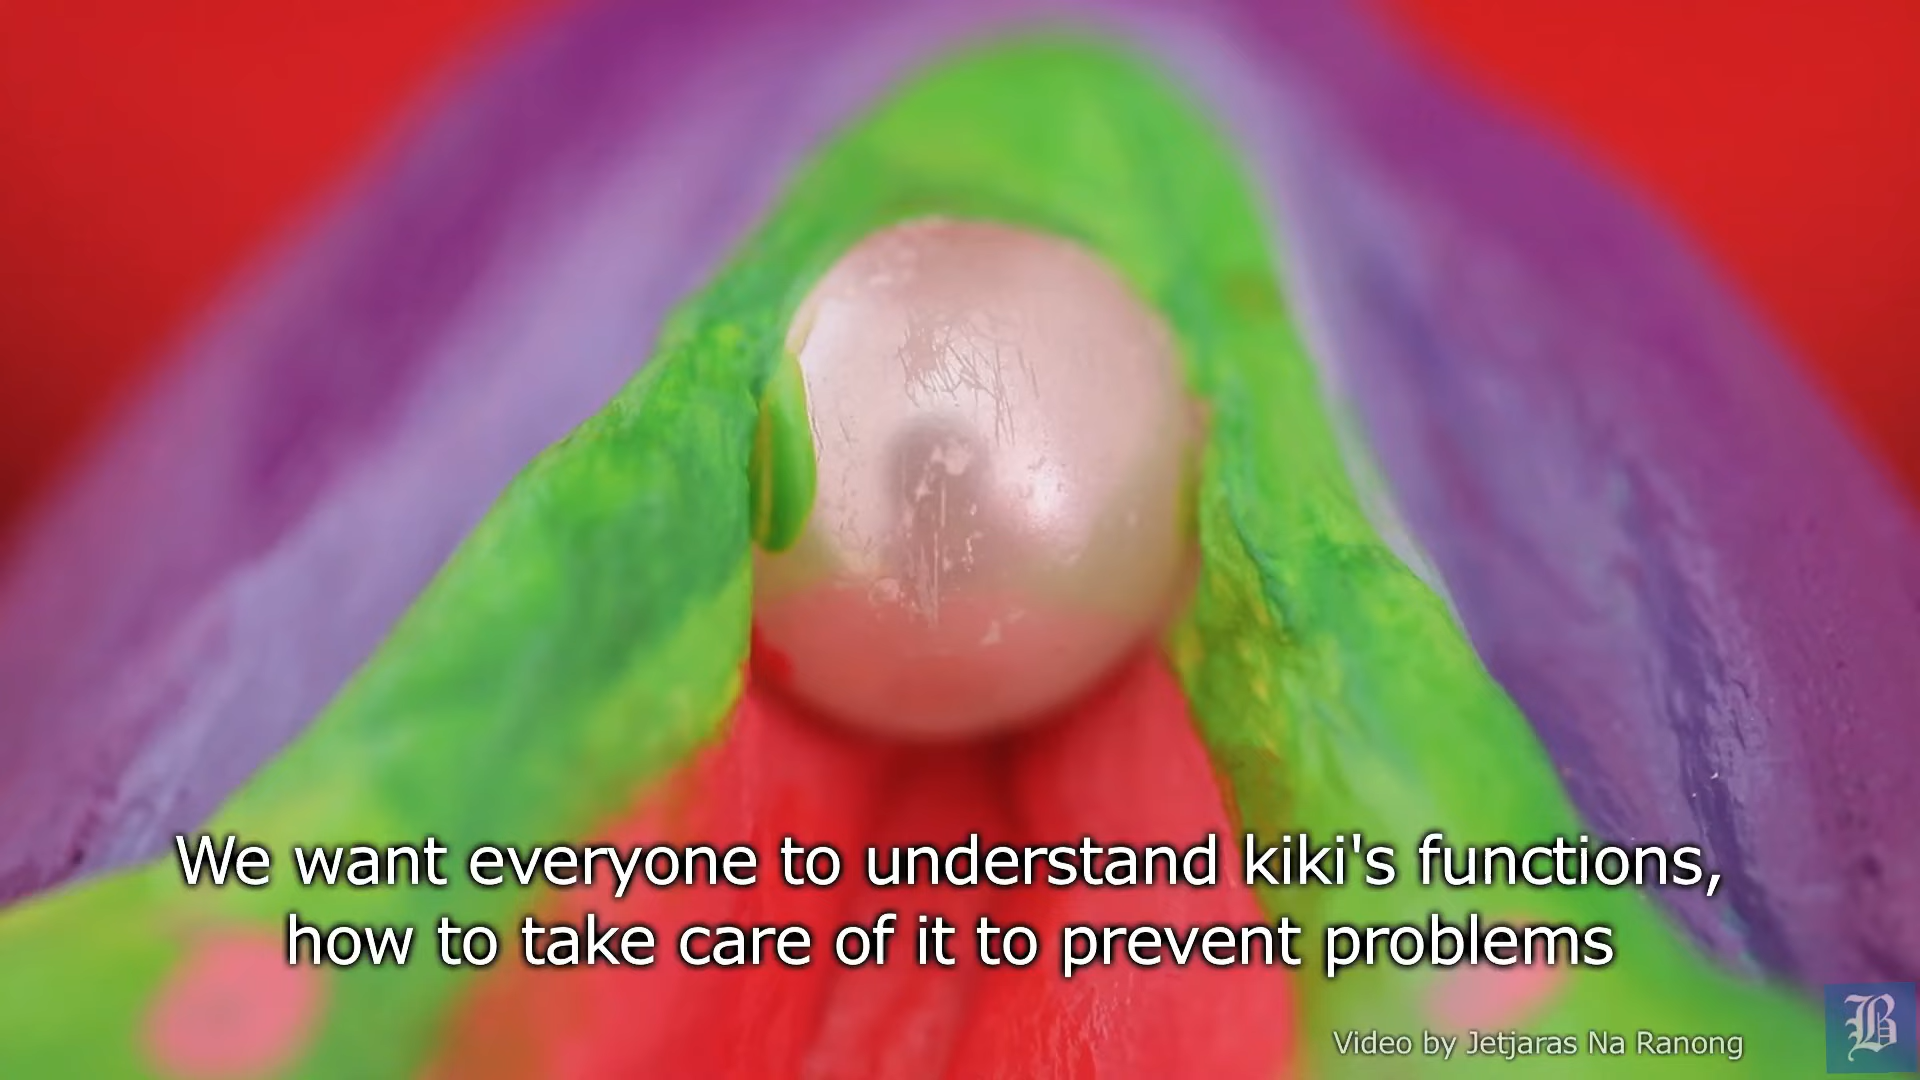 We want everyone to understand kiki's functions,
how to take care of it to prevent problems
Video by Jetjaras Na Ranong
B